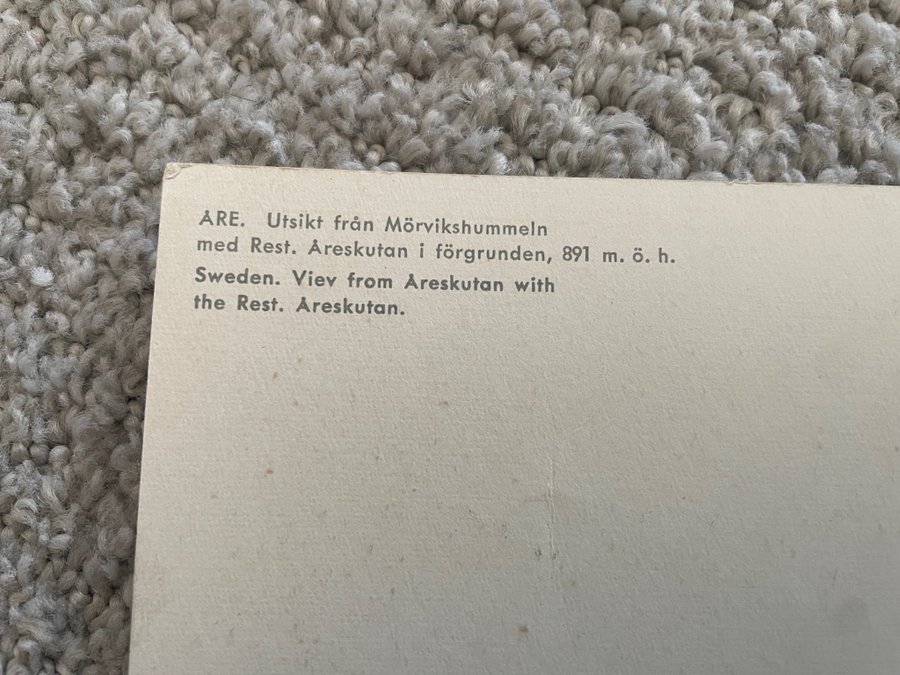 ÅRE. Utsikt från Mörvikshummeln
med Rest. Åreskutan i förgrunden, 891 m. ö. h.
Sweden. Viev from Åreskutan with
the Rest. Åreskutan.